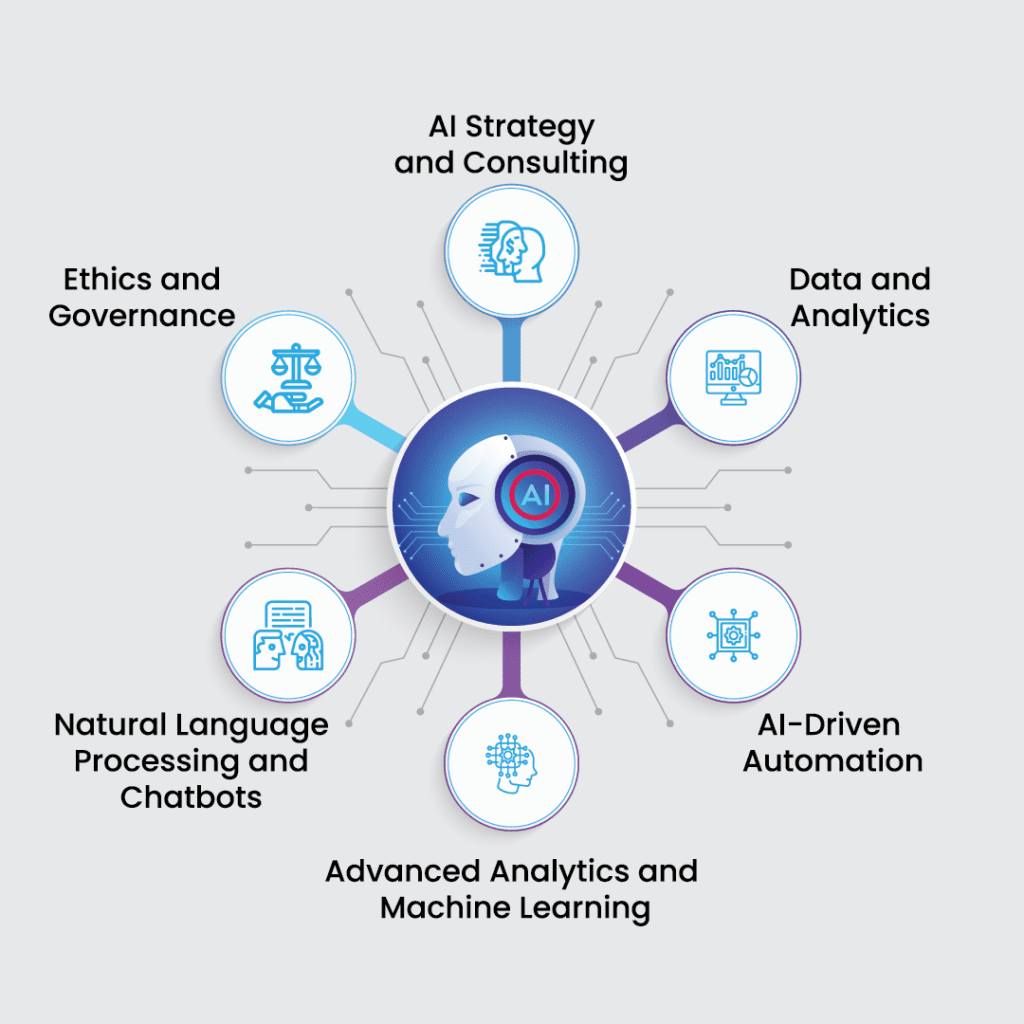 AI Strategy
and Consulting
Ethics and
Governance
Data and
Analytics
AI
Natural Language
Processing and
Chatbots
AI-Driven
Automation
Advanced Analytics and
Machine Learning